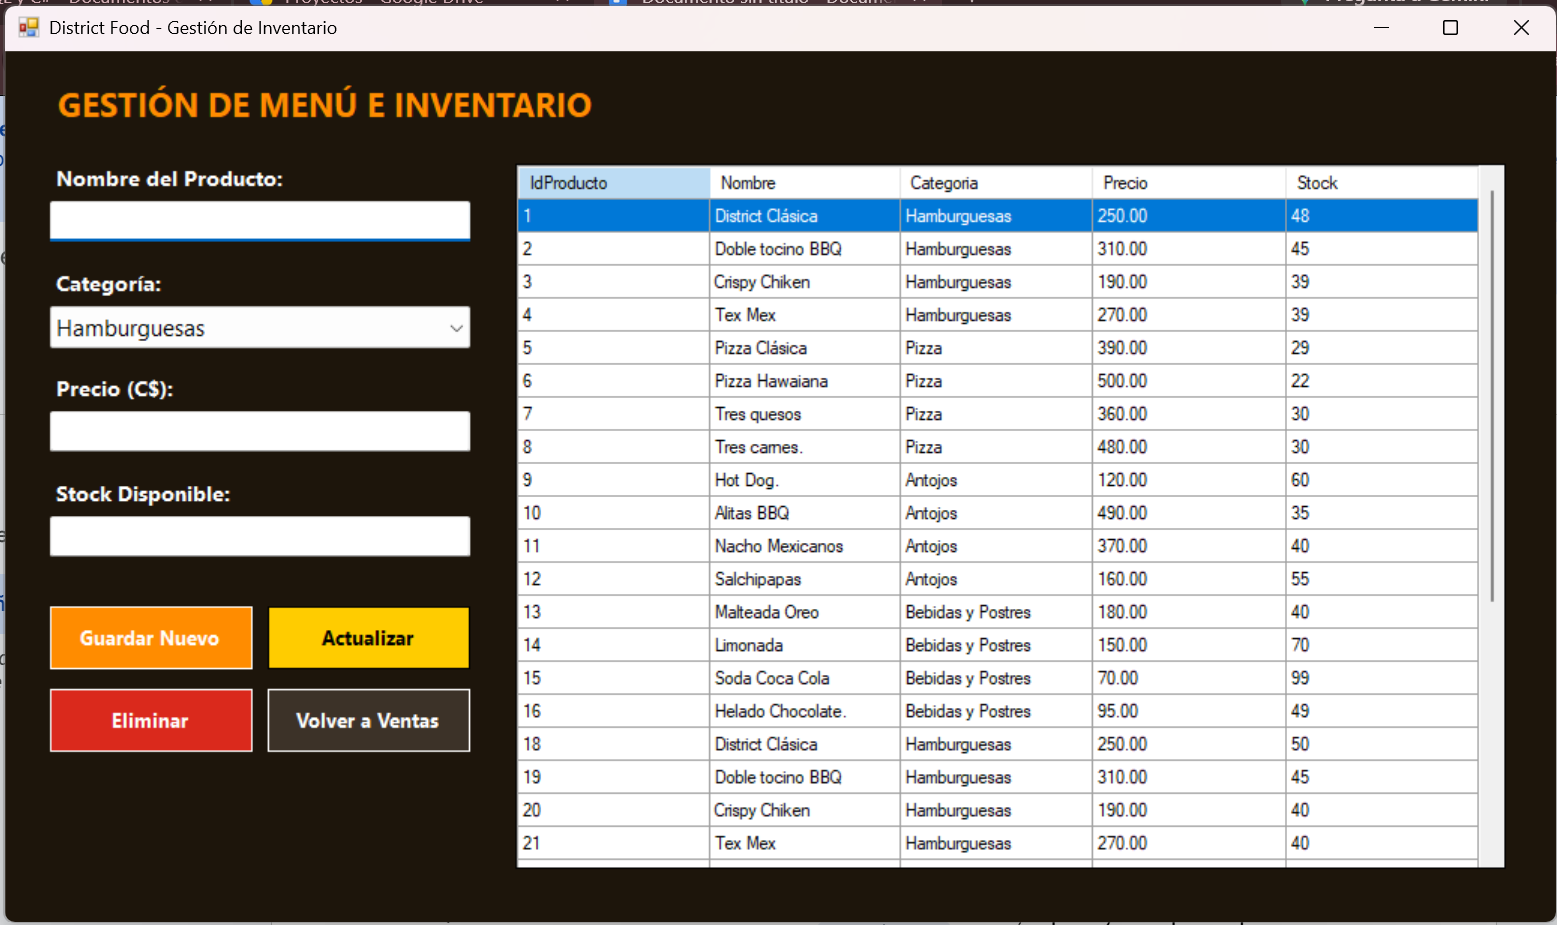 District Food - Gestión de Inventario
GESTIÓN DE MENÚ E INVENTARIO
Nombre del Producto:
Categoría:
Hamburguesas
Precio (C$):
Stock Disponible:
Guardar Nuevo
Actualizar
Eliminar
Volver a Ventas
IdProducto Nombre Categoria Precio Stock
1 District Clásica Hamburguesas 250.00 48
2 Doble tocino BBQ Hamburguesas 310.00 45
3 Crispy Chiken Hamburguesas 190.00 39
4 Tex Mex Hamburguesas 270.00 39
5 Pizza Clásica Pizza 390.00 29
6 Pizza Hawaiana Pizza 500.00 22
7 Tres quesos Pizza 360.00 30
8 Tres carnes. Pizza 480.00 30
9 Hot Dog. Antojos 120.00 60
10 Alitas BBQ Antojos 490.00 35
11 Nacho Mexicanos Antojos 370.00 40
12 Salchipapas Antojos 160.00 55
13 Malteada Oreo Bebidas y Postres 180.00 40
14 Limonada Bebidas y Postres 150.00 70
15 Soda Coca Cola Bebidas y Postres 70.00 99
16 Helado Chocolate. Bebidas y Postres 95.00 49
18 District Clásica Hamburguesas 250.00 50
19 Doble tocino BBQ Hamburguesas 310.00 45
20 Crispy Chiken Hamburguesas 190.00 40
21 Tex Mex Hamburguesas 270.00 40